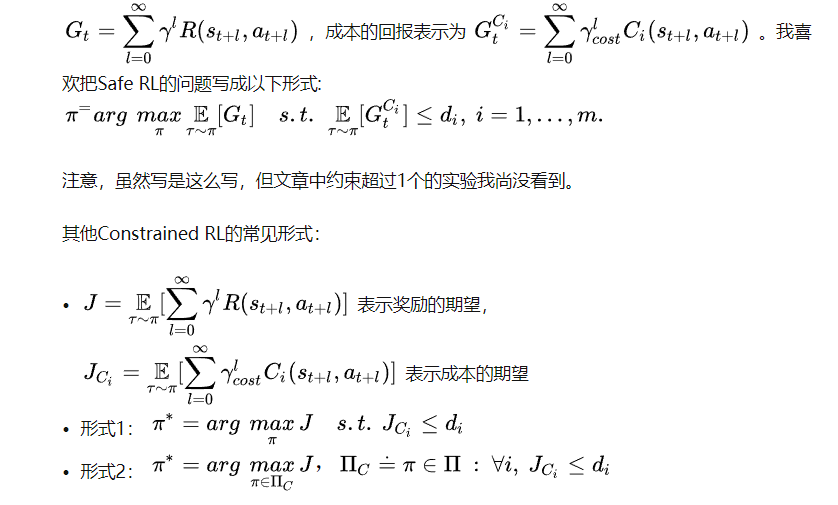 $G_t = \sum_{l=0}^{\infty} \gamma^l R(s_{t+l}, a_{t+l})$ ，成本的回报表示为 $G_t^{C_i} = \sum_{l=0}^{\infty} \gamma_{cost}^l C_i(s_{t+l}, a_{t+l})$ 。我喜
欢把Safe RL的问题写成以下形式:
$\pi^{=} arg \max_{\pi} \mathbb{E}_{\tau \sim \pi}[G_t] \quad s.t. \ \mathbb{E}_{\tau \sim \pi}[G_t^{C_i}] \leq d_i, \ i = 1, \ldots, m.$
注意，虽然写是这么写，但文章中约束超过1个的实验我尚没看到。
其他Constrained RL的常见形式：
• $J = \mathbb{E}_{\tau \sim \pi}[\sum_{l=0}^{\infty} \gamma^l R(s_{t+l}, a_{t+l})]$ 表示奖励的期望，
$J_{C_i} = \mathbb{E}_{\tau \sim \pi}[\sum_{l=0}^{\infty} \gamma_{cost}^l C_i(s_{t+l}, a_{t+l})]$ 表示成本的期望
• 形式1： $\pi^* = arg \max_{\pi} J \quad s.t. \ J_{C_i} \leq d_i$
• 形式2： $\pi^* = arg \max_{\pi \in \Pi_C} J， \Pi_C \doteq \pi \in \Pi \ : \ \forall i, \ J_{C_i} \leq d_i$